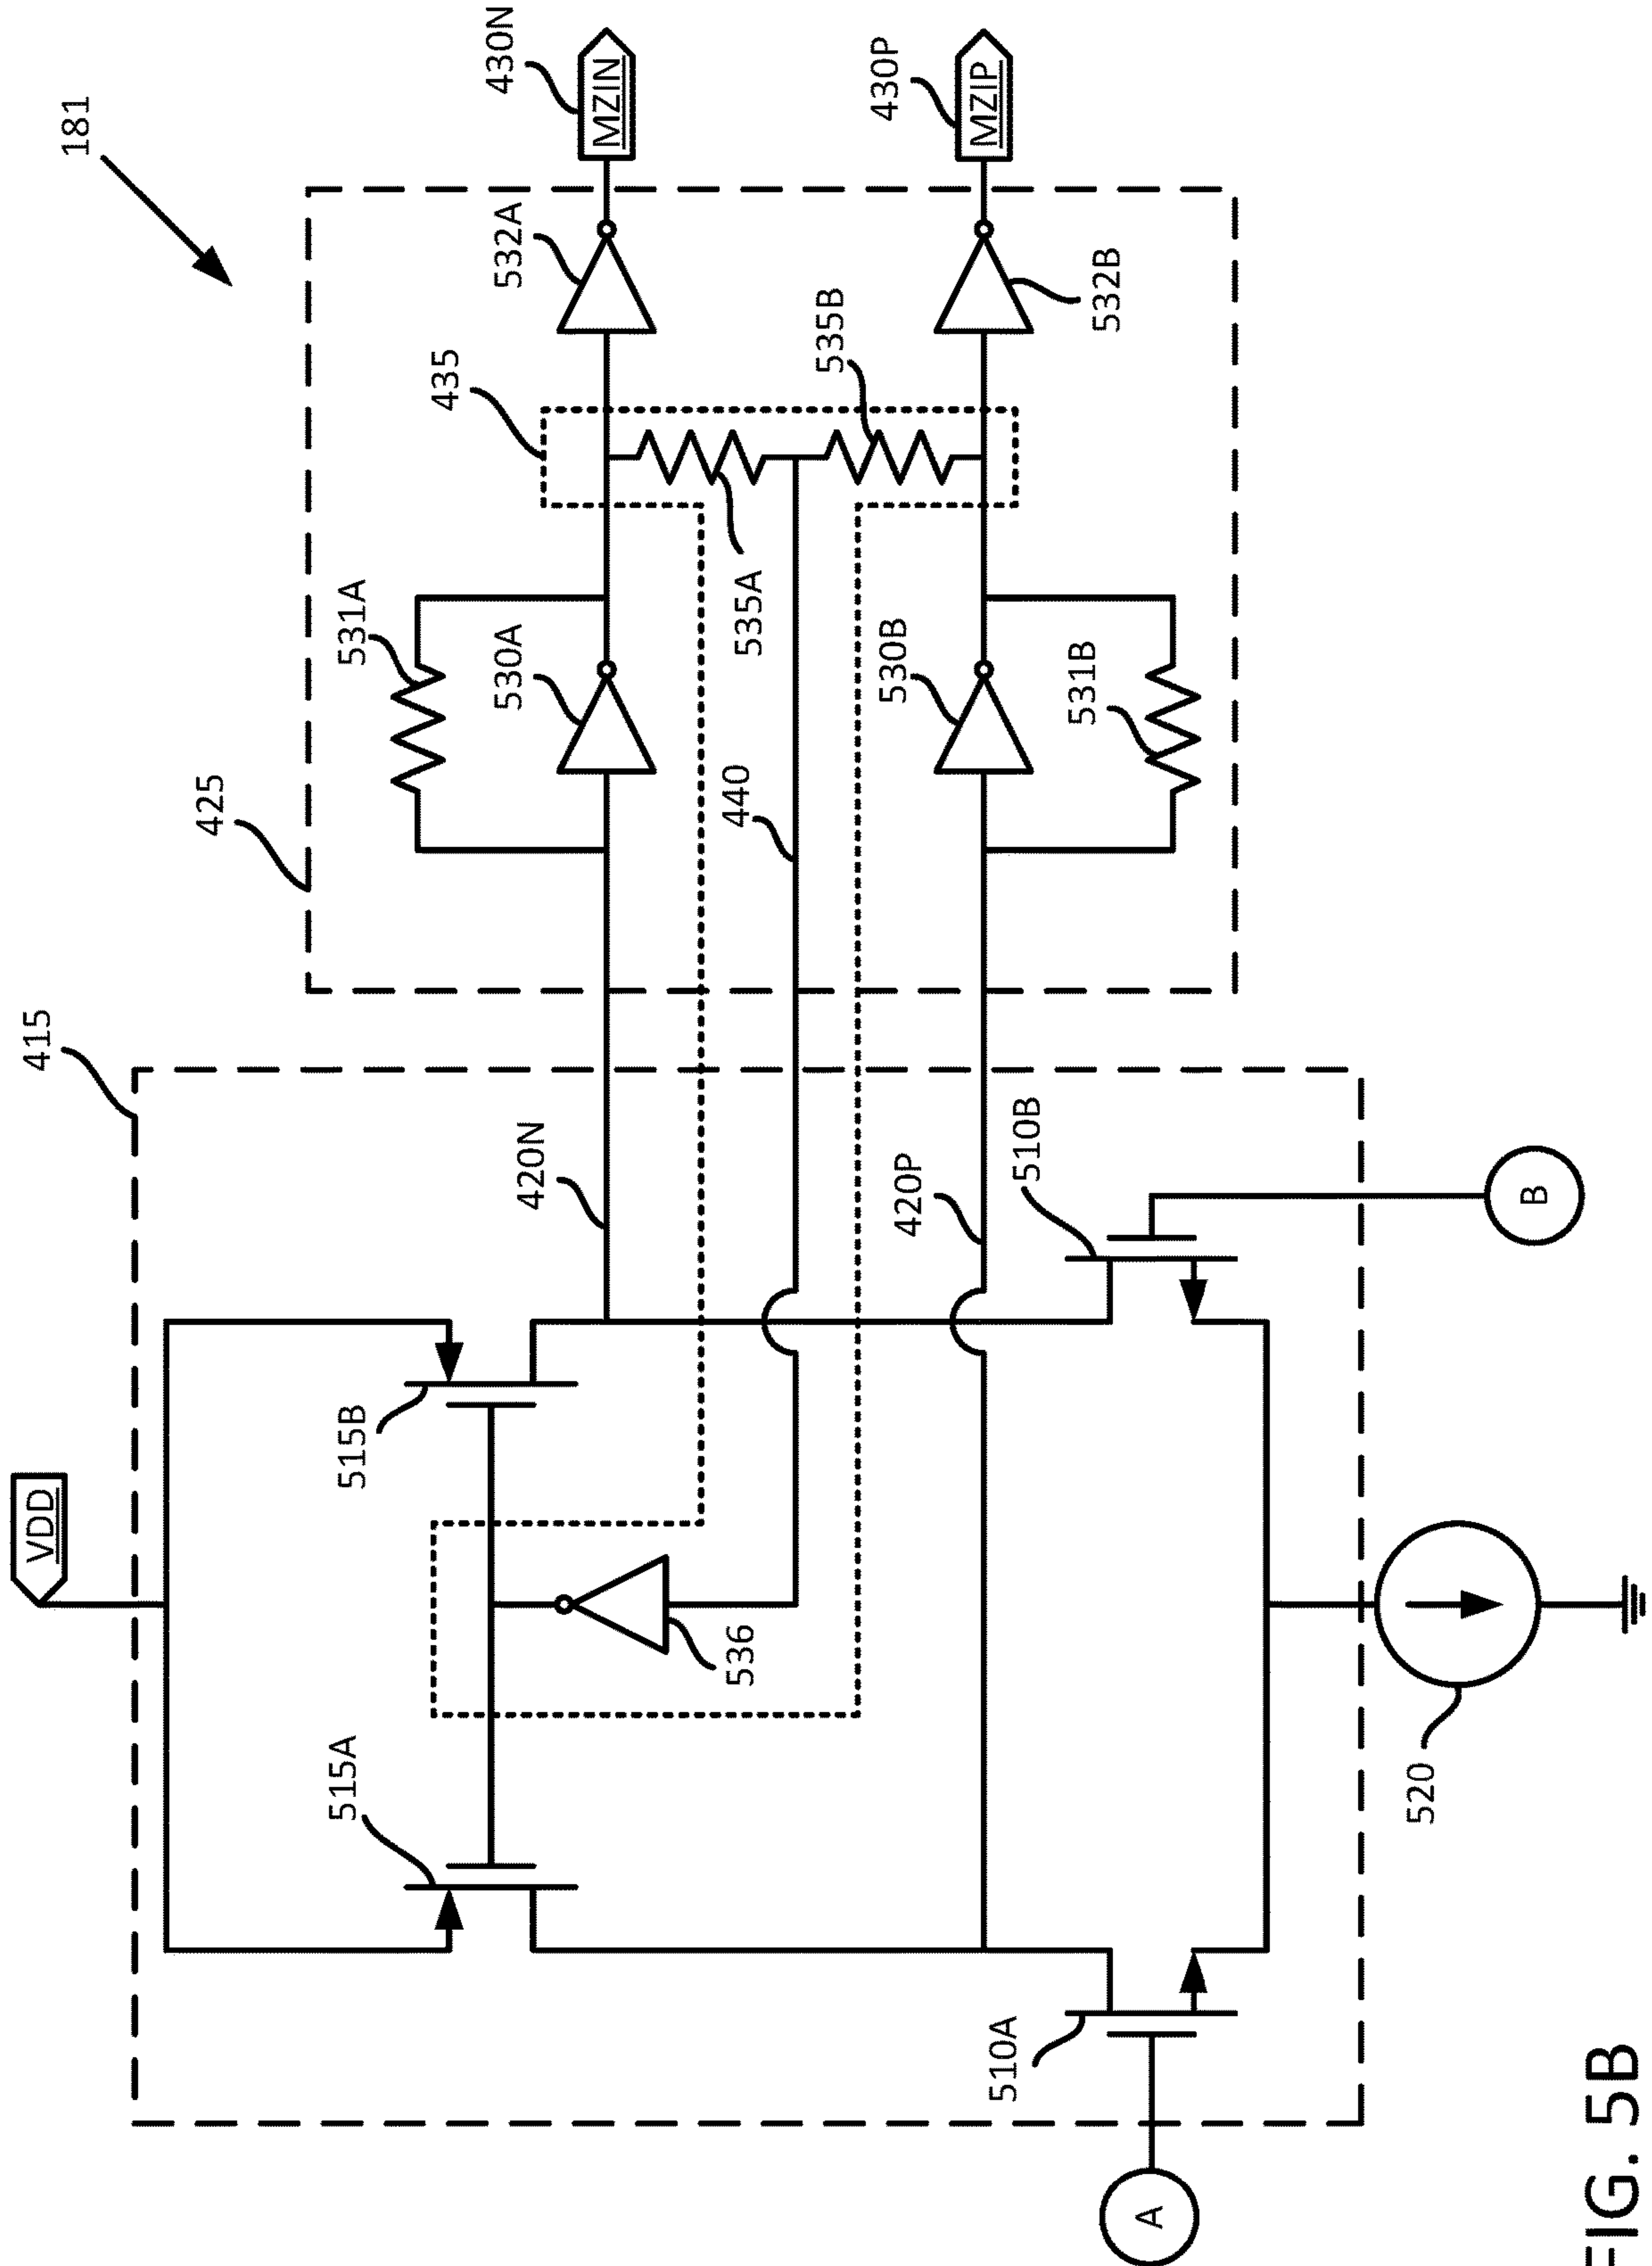 181
VDD
415
425
430N
MZIN
532A
435
531A
530A
515B
420N
515A
536
535A
535B
440
430P
MZIP
530B
532B
531B
420P
510B
510A
A
B
520
FIG. 5B